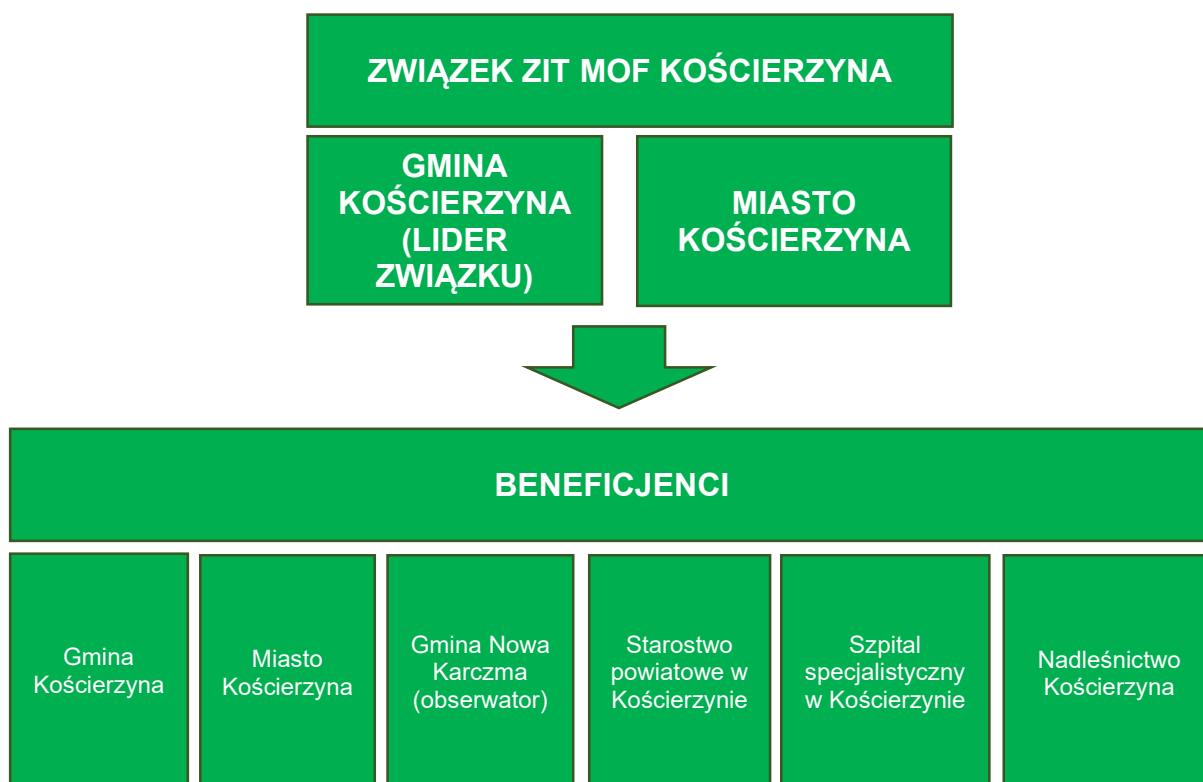 ZWIĄZEK ZIT MOF KOŚCIERZYNA
GMINA
KOŚCIERZYNA
(LIDER
ZWIĄZKU)
MIASTO
KOŚCIERZYNA
BENEFICJENCI
Gmina
Kościerzyna
Miasto
Kościerzyna
Gmina Nowa
Karczma
(obserwator)
Starostwo
powiatowe w
Kościerzynie
Szpital
specjalistyczny
w Kościerzynie
Nadleśnictwo
Kościerzyna